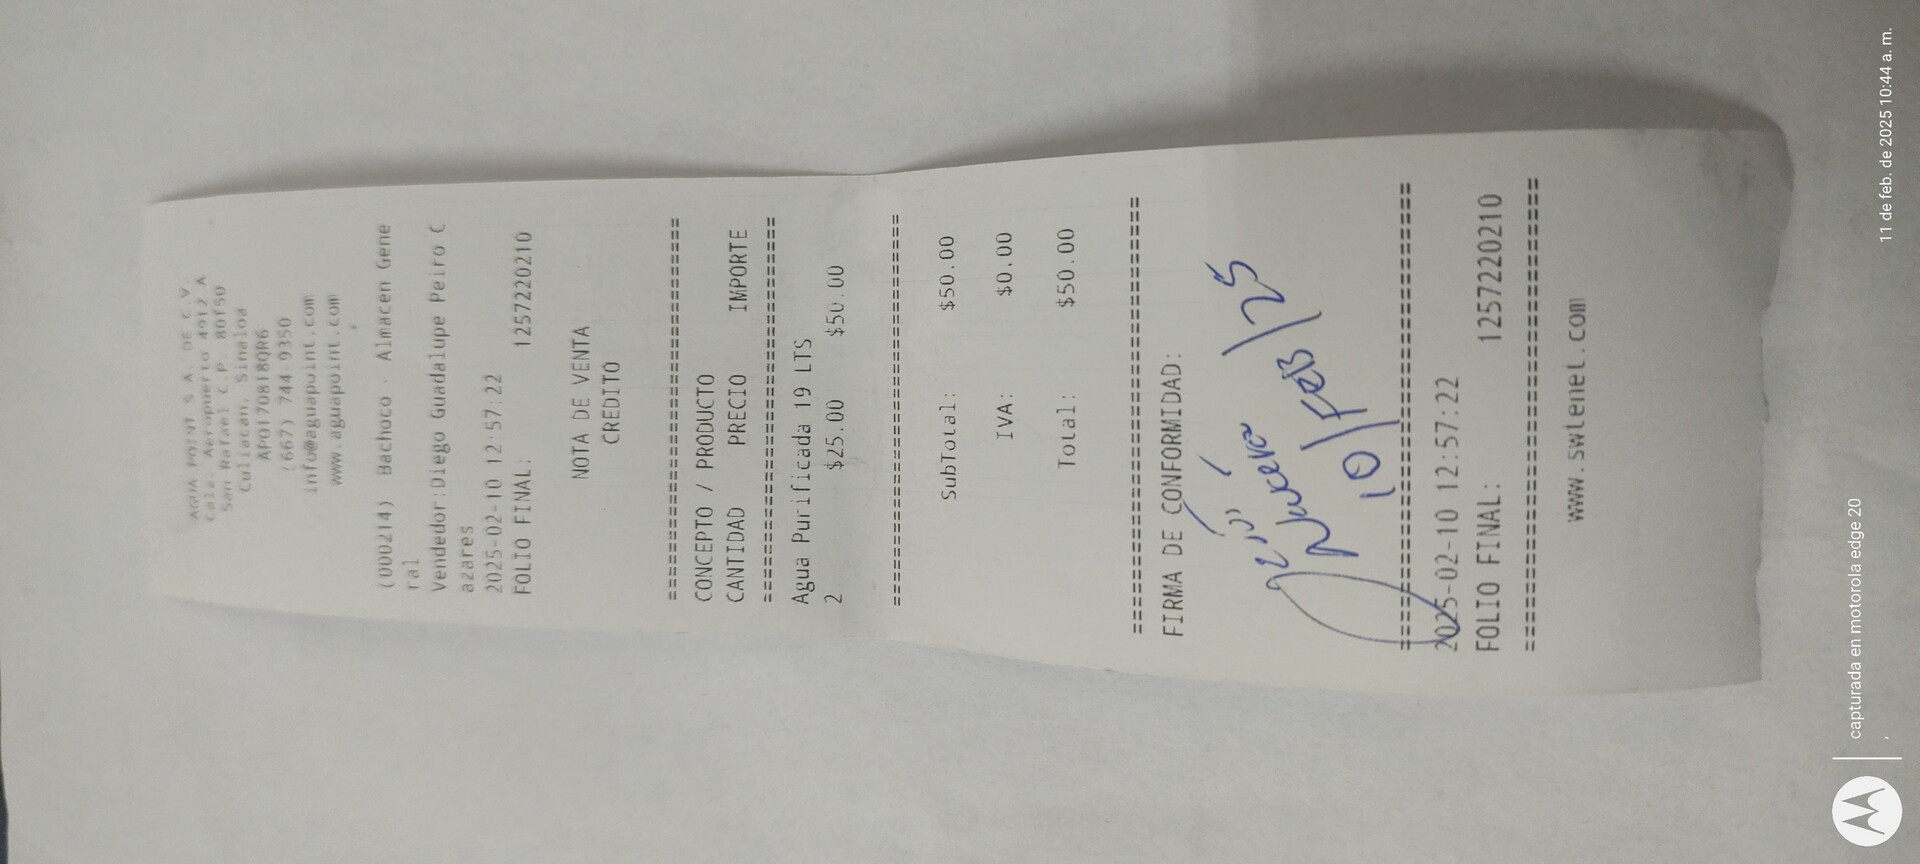 AGUA POINT S.A. DE C.V.
Calz. Aeropuerto 4912 A
San Rafael C.P. 80150
Culiacan, Sinaloa
APO170818QR6
(667) 744-9350
info@aguapoint.com
www.aguapoint.com
(000214) Bachoco - Almacen Gene
ral
Vendedor:Diego Guadalupe Peiro C
azares
2025-02-10 12:57:22
FOLIO FINAL: 1257220210
NOTA DE VENTA
CREDITO
================================
CONCEPTO / PRODUCTO
CANTIDAD PRECIO IMPORTE
================================
Agua Purificada 19 LTS
2 $25.00 $50.00
================================
SubTotal: $50.00
IVA: $0.00
Total: $50.00
================================
FIRMA DE CONFORMIDAD:
10/FEB/25
================================
2025-02-10 12:57:22
FOLIO FINAL: 1257220210
================================
www.swlenel.com
capturada en motorola edge 20
11 de feb. de 2025 10:44 a. m.